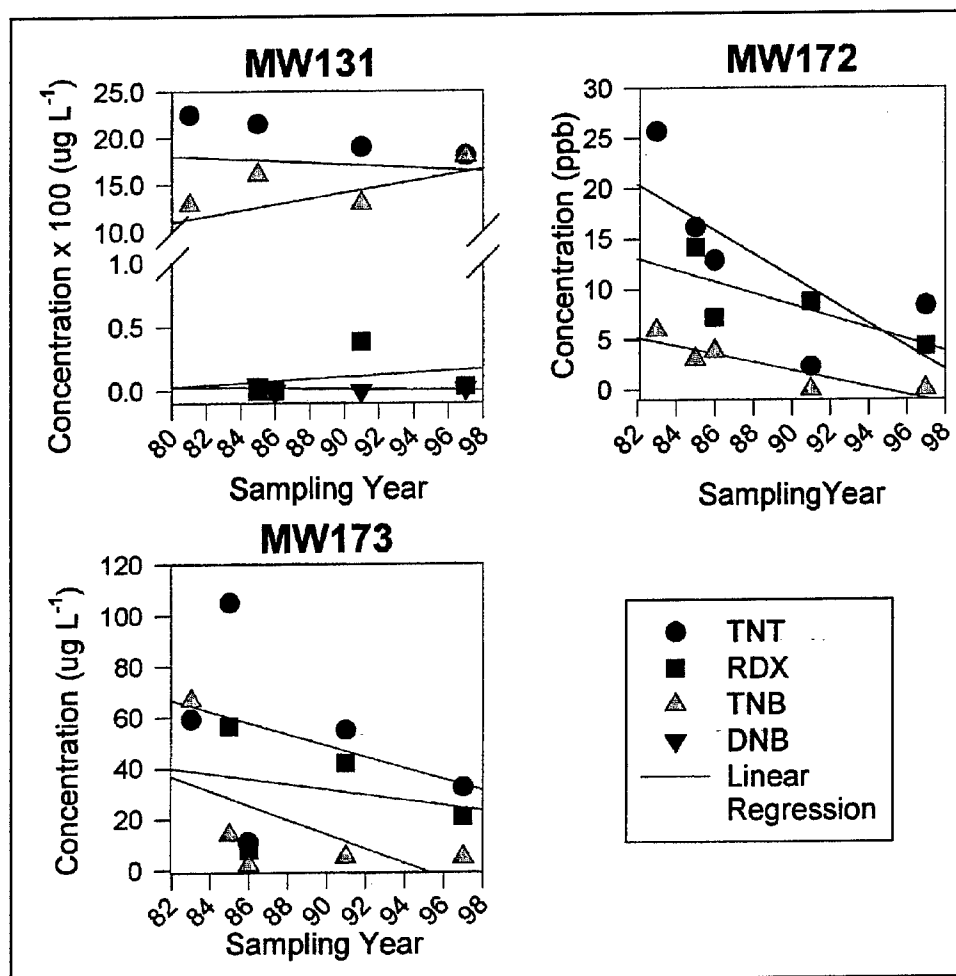 MW131
Concentration x 100 (ug L-1)
25.0
20.0
15.0
10.0
1.0
0.5
0.0
80 82 84 86 88 90 92 94 96 98
Sampling Year
MW172
Concentration (ppb)
30
25
20
15
10
5
0
82 84 86 88 90 92 94 96 98
SamplingYear
MW173
Concentration (ug L-1)
120
100
80
60
40
20
0
82 84 86 88 90 92 94 96 98
Sampling Year
TNT
RDX
TNB
DNB
Linear
Regression